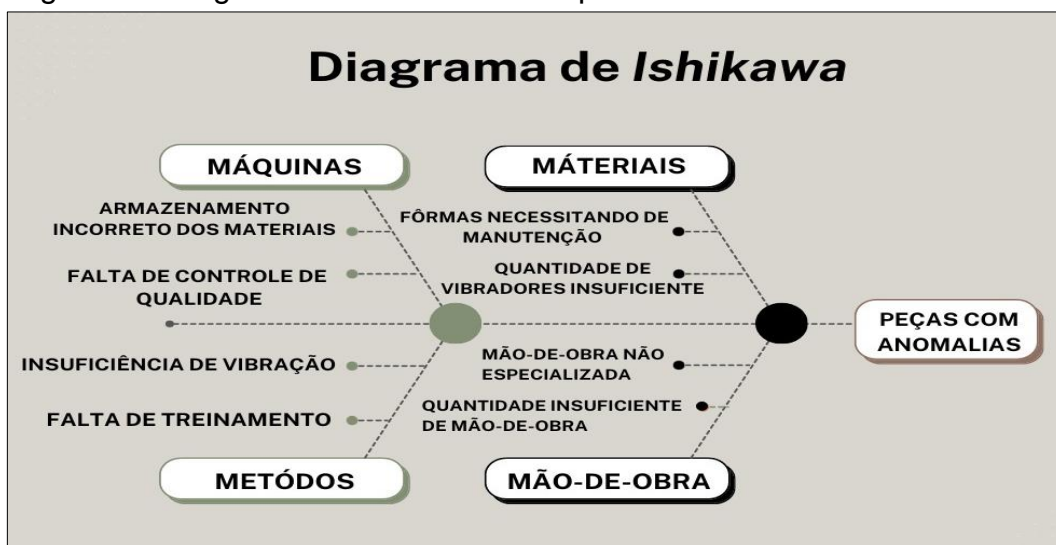 Diagrama de Ishikawa
MÁQUINAS
ARMAZENAMENTO
INCORRETO DOS MATERIAIS
FALTA DE CONTROLE DE
QUALIDADE
MÁTERIAIS
FÔRMAS NECESSITANDO DE
MANUTENÇÃO
QUANTIDADE DE
VIBRADORES INSUFICIENTE
PEÇAS COM
ANOMALIAS
INSUFICIÊNCIA DE VIBRAÇÃO
FALTA DE TREINAMENTO
METÓDOS
MÃO-DE-OBRA NÃO
ESPECIALIZADA
QUANTIDADE INSUFICIENTE
DE MÃO-DE-OBRA
MÃO-DE-OBRA